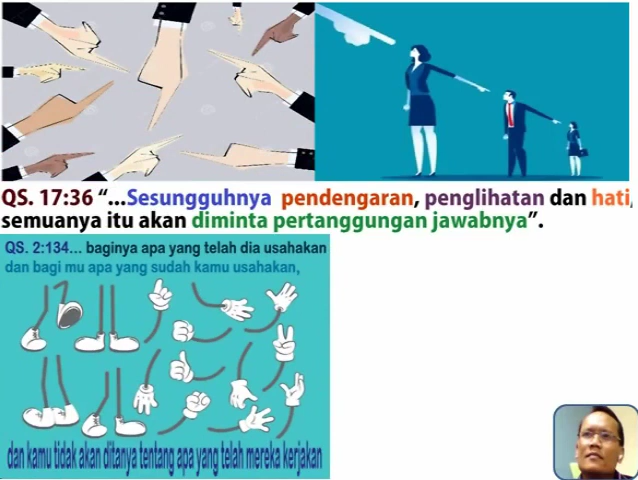 QS. 17:36 “...Sesungguhnya pendengaran, penglihatan dan hati,
semuanya itu akan diminta pertanggungan jawabnya”.
QS. 2:134... baginya apa yang telah dia usahakan
dan bagi mu apa yang sudah kamu usahakan,
dan kamu tidak akan ditanya tentang apa yang telah mereka kerjakan